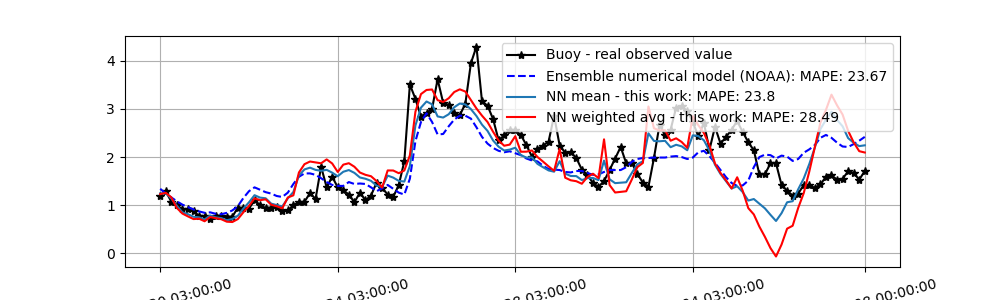 4
3
2
1
0
Buoy - real observed value
Ensemble numerical model (NOAA): MAPE: 23.67
NN mean - this work: MAPE: 23.8
NN weighted avg - this work: MAPE: 28.49
03:00:00 03:00:00 03:00:00 03:00:00 00:00:00